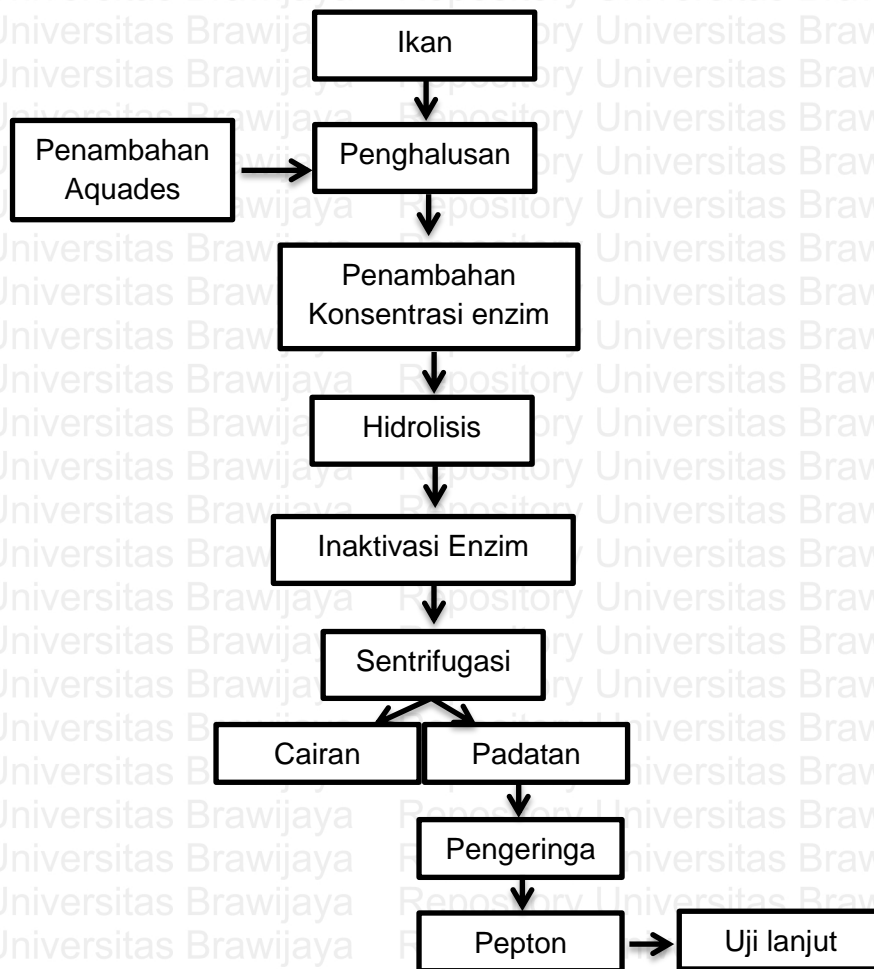 Ikan
Penambahan
Aquades
Penghalusan
Penambahan
Konsentrasi enzim
Hidrolisis
Inaktivasi Enzim
Sentrifugasi
Cairan
Padatan
Pengeringa
Pepton
Uji lanjut